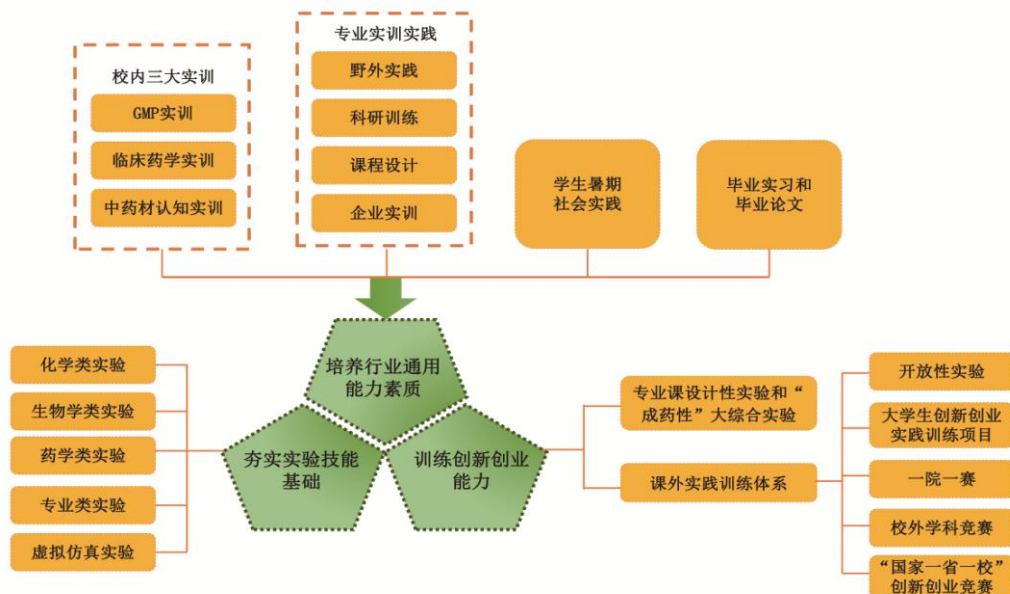 校内三大实训
GMP实训
临床药学实训
中药材认知实训
专业实训实践
野外实践
科研训练
课程设计
企业实训
学生暑期
社会实践
毕业实习和
毕业论文
培养行业通用
能力素质
夯实实验技能
基础
训练创新创业
能力
化学类实验
生物学类实验
药学类实验
专业类实验
虚拟仿真实验
专业课设计性实验和“
成药性”大综合实验
课外实践训练体系
开放性实验
大学生创新创业
实践训练项目
一院一赛
校外学科竞赛
“国家一省一校”
创新创业竞赛